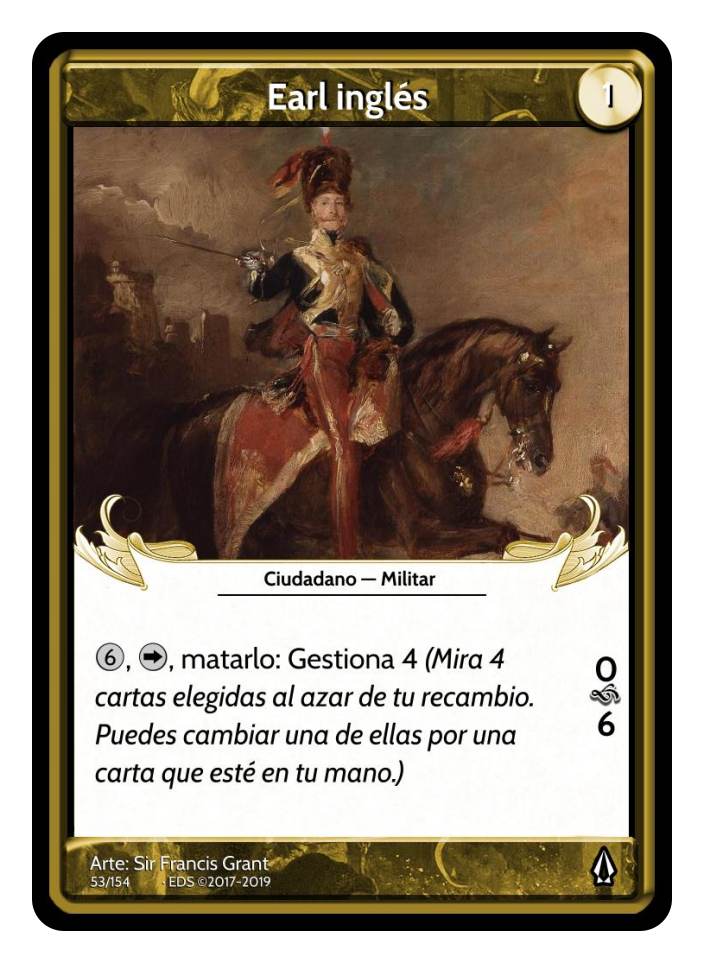 Earl inglés
1
Ciudadano — Militar
6, ➡, matarlo: Gestiona 4 (Mira 4
cartas elegidas al azar de tu recambio.
Puedes cambiar una de ellas por una
carta que esté en tu mano.)
0
6
Arte: Sir Francis Grant
53/154 · EDS ©2017-2019